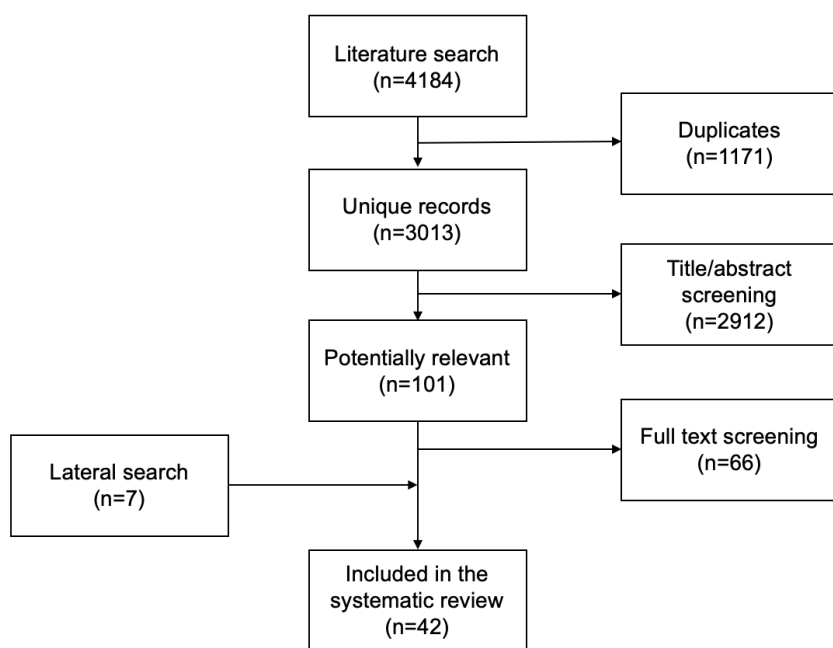 Literature search
(n=4184)
Duplicates
(n=1171)
Unique records
(n=3013)
Title/abstract
screening
(n=2912)
Potentially relevant
(n=101)
Full text screening
(n=66)
Lateral search
(n=7)
Included in the
systematic review
(n=42)